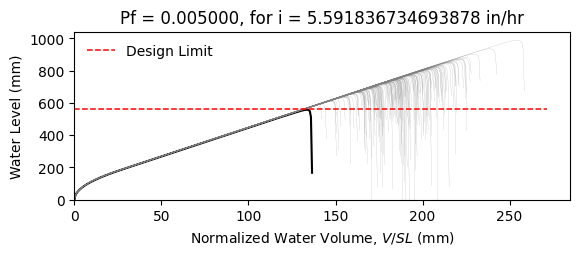 Pf = 0.005000, for i = 5.591836734693878 in/hr
Water Level (mm)
1000
800
600
400
200
0
Design Limit
0 50 100 150 200 250
Normalized Water Volume, V/SL (mm)